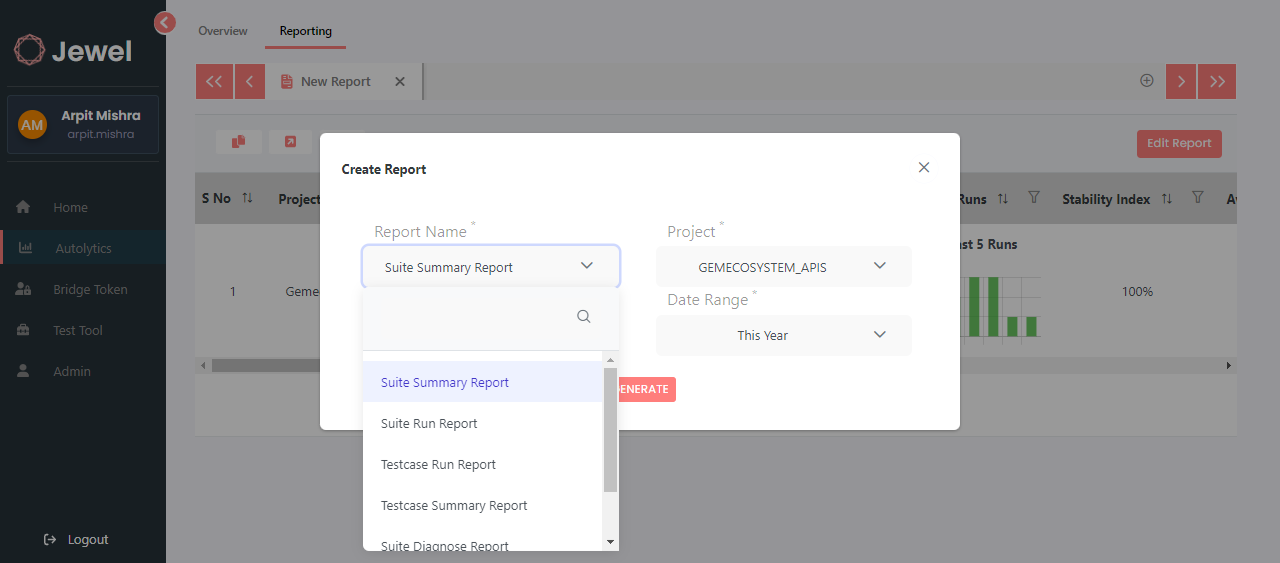 Jewel
AM
Arpit Mishra
arpit.mishra
Home
Autolytics
Bridge Token
Test Tool
Admin
Logout
Overview
Reporting
New Report
Edit Report
S No
Project
Runs
Stability Index
1
Geme
st 5 Runs
100%
Create Report
Report Name *
Suite Summary Report
Suite Summary Report
Suite Run Report
Testcase Run Report
Testcase Summary Report
Suite Diagnose Report
Project *
GEMECOSYSTEM_APIS
Date Range *
This Year
ENERATE